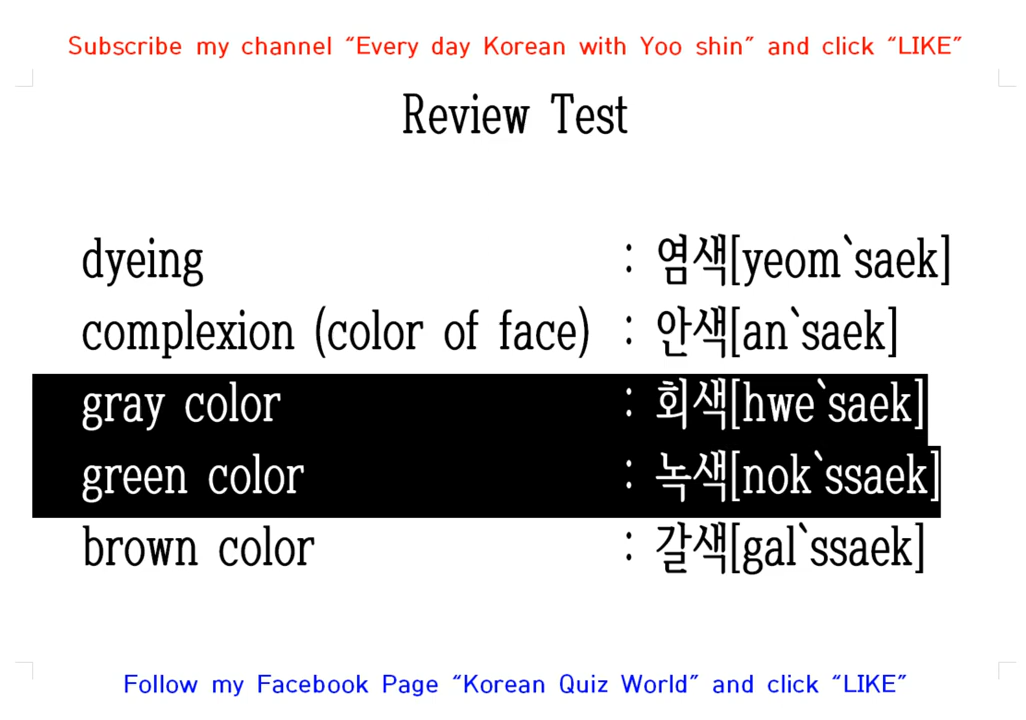 Subscribe my channel “Every day Korean with Yoo shin” and click “LIKE”
Review Test
dyeing : 염색[yeom`saek]
complexion (color of face) : 안색[an`saek]
gray color : 회색[hwe`saek]
green color : 녹색[nok`ssaek]
brown color : 갈색[gal`ssaek]
Follow my Facebook Page “Korean Quiz World” and click “LIKE”